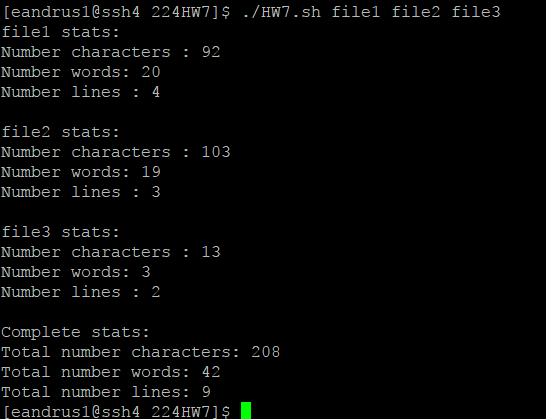 [eandrus1@ssh4 224HW7]$ ./HW7.sh file1 file2 file3
file1 stats:
Number characters : 92
Number words: 20
Number lines : 4
file2 stats:
Number characters : 103
Number words: 19
Number lines : 3
file3 stats:
Number characters : 13
Number words: 3
Number lines : 2
Complete stats:
Total number characters: 208
Total number words: 42
Total number lines: 9
[eandrus1@ssh4 224HW7]$